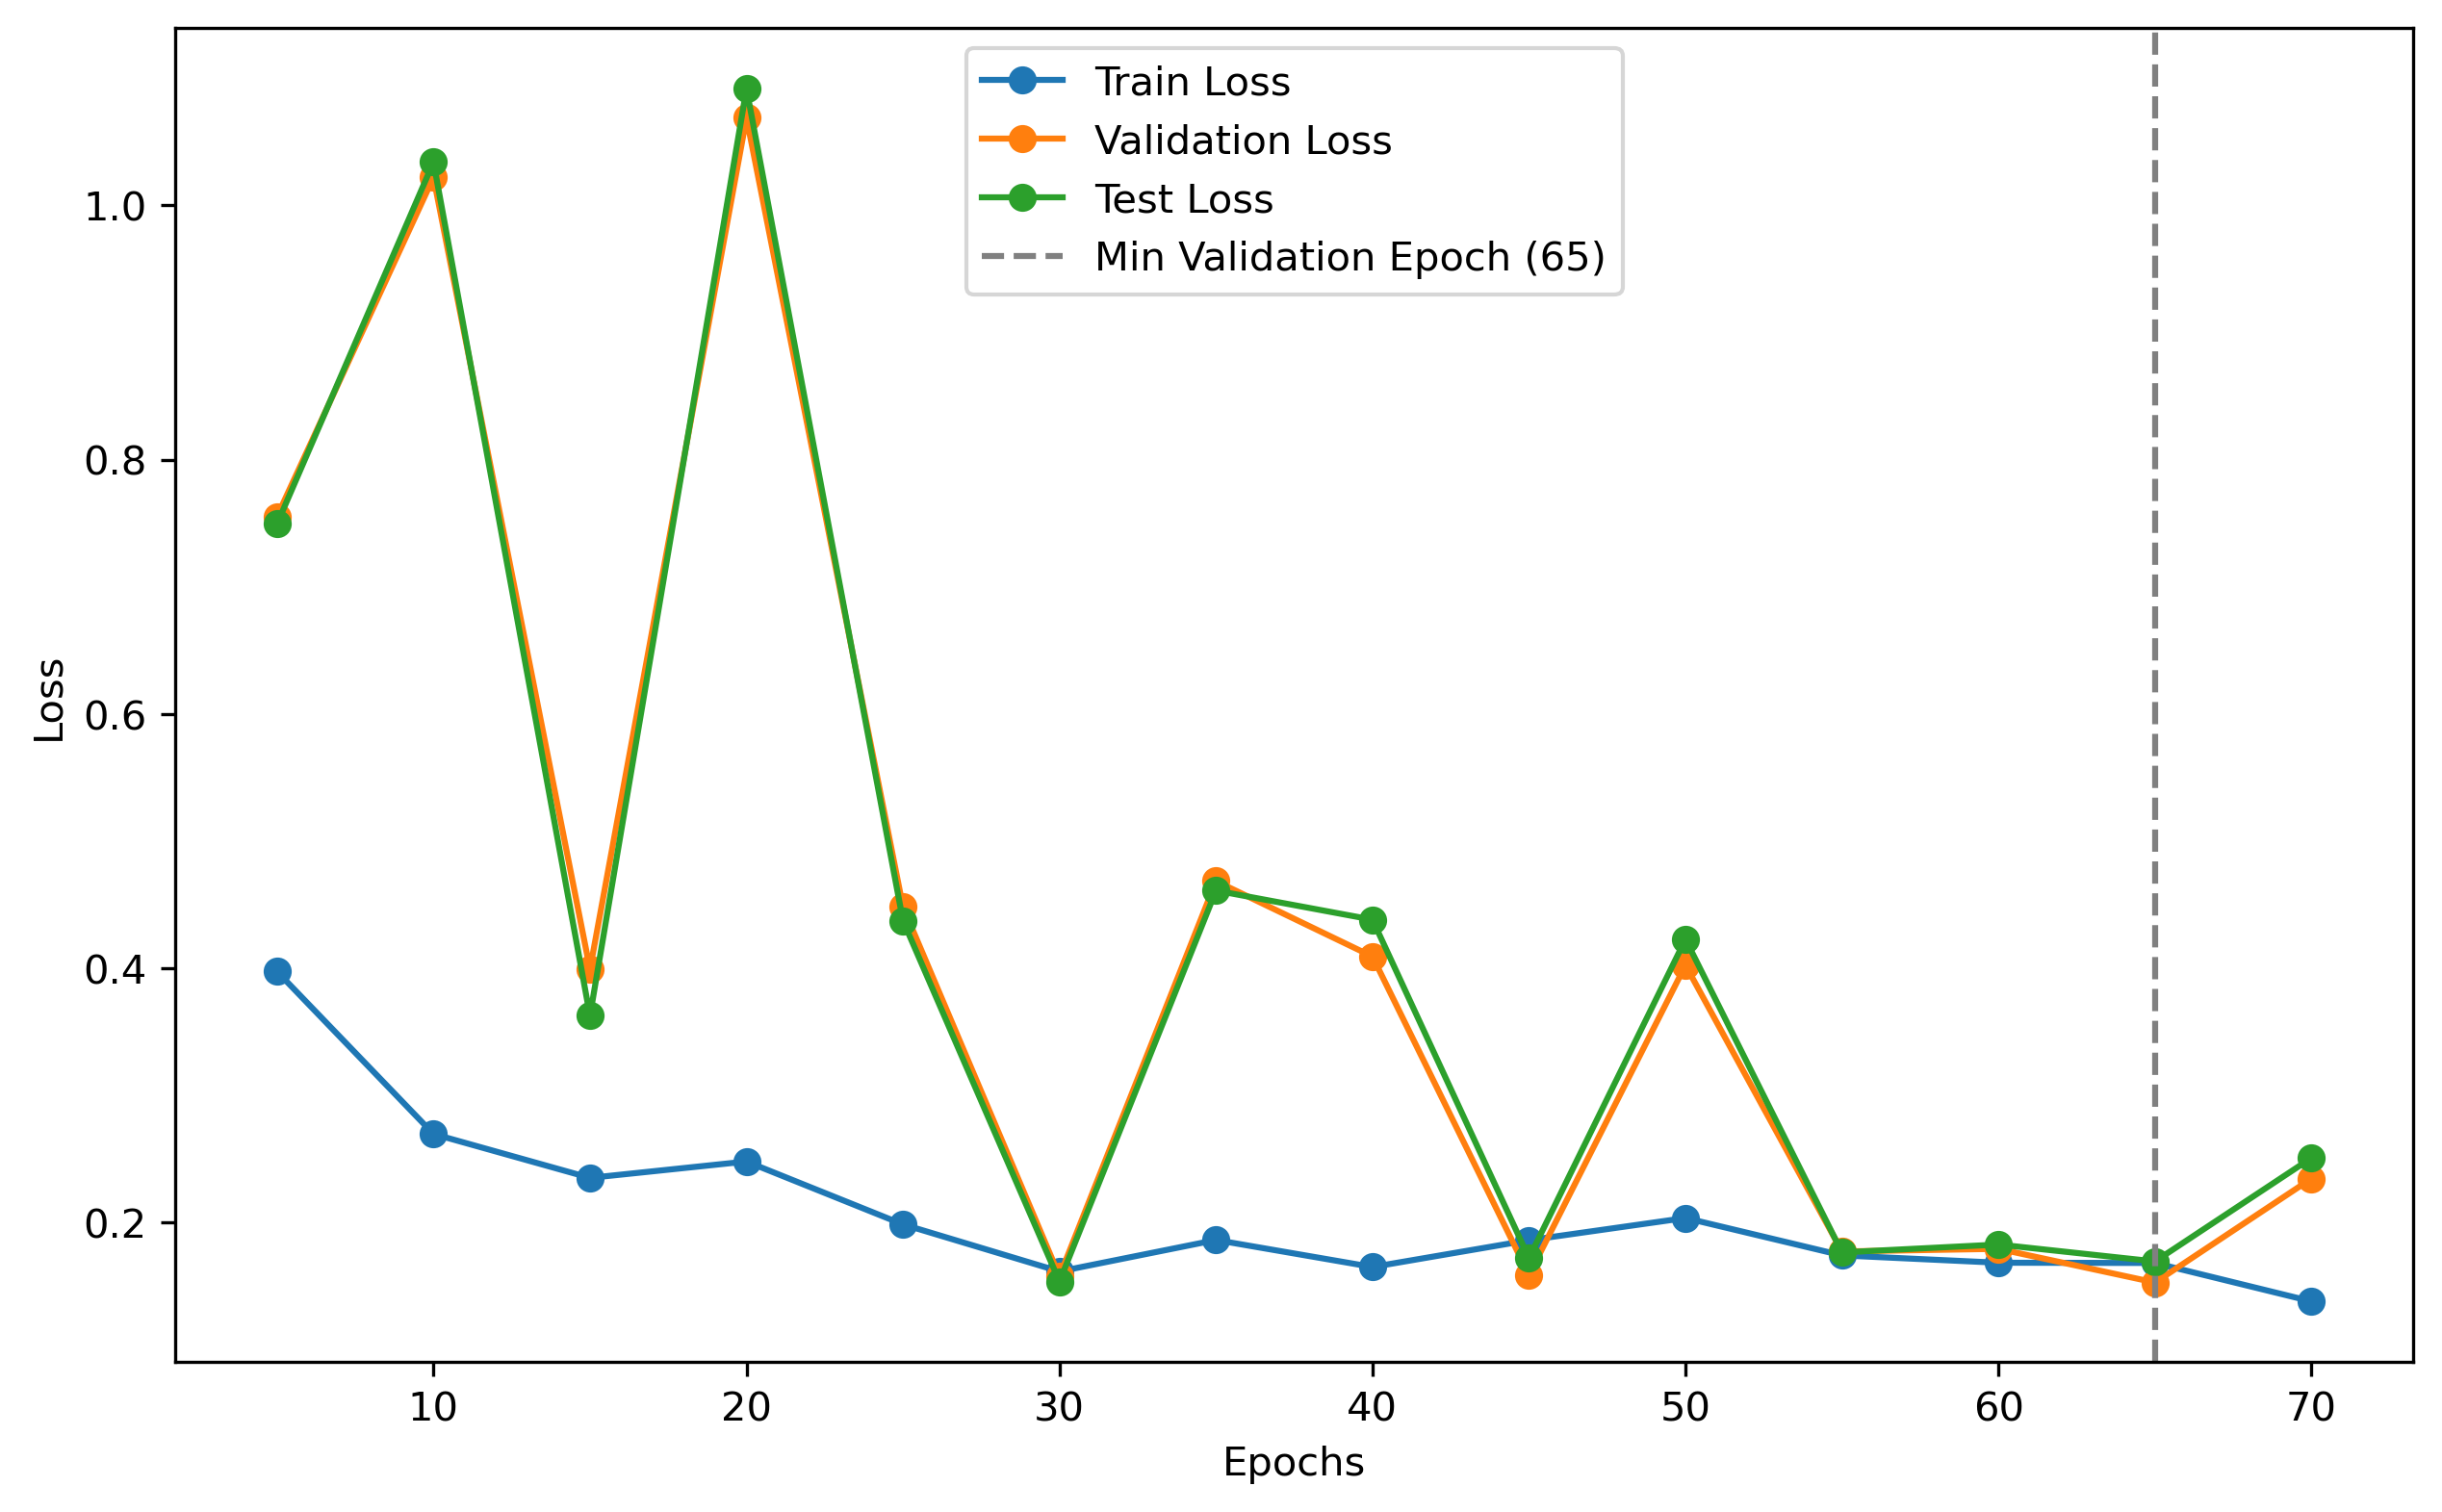 Train Loss
Validation Loss
Test Loss
Min Validation Epoch (65)
1.0
0.8
0.6
0.4
0.2
Loss
10 20 30 40 50 60 70
Epochs